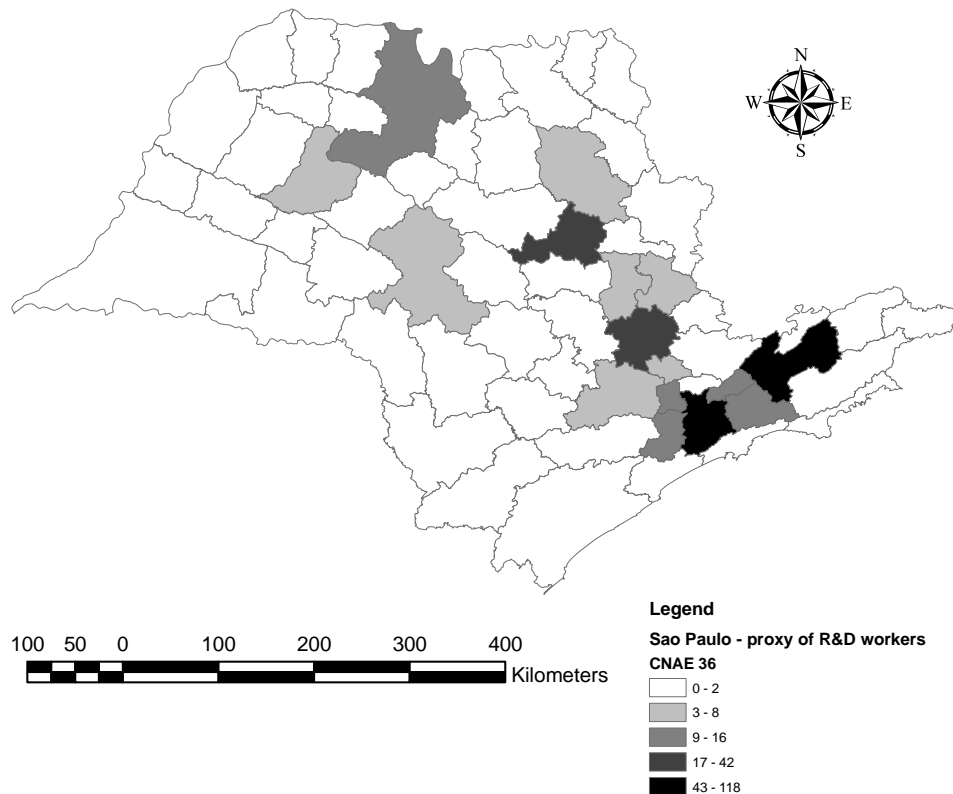 N
W E
S
100 50 0 100 200 300 400
Kilometers
Legend
Sao Paulo - proxy of R&D workers
CNAE 36
0 - 2
3 - 8
9 - 16
17 - 42
43 - 118